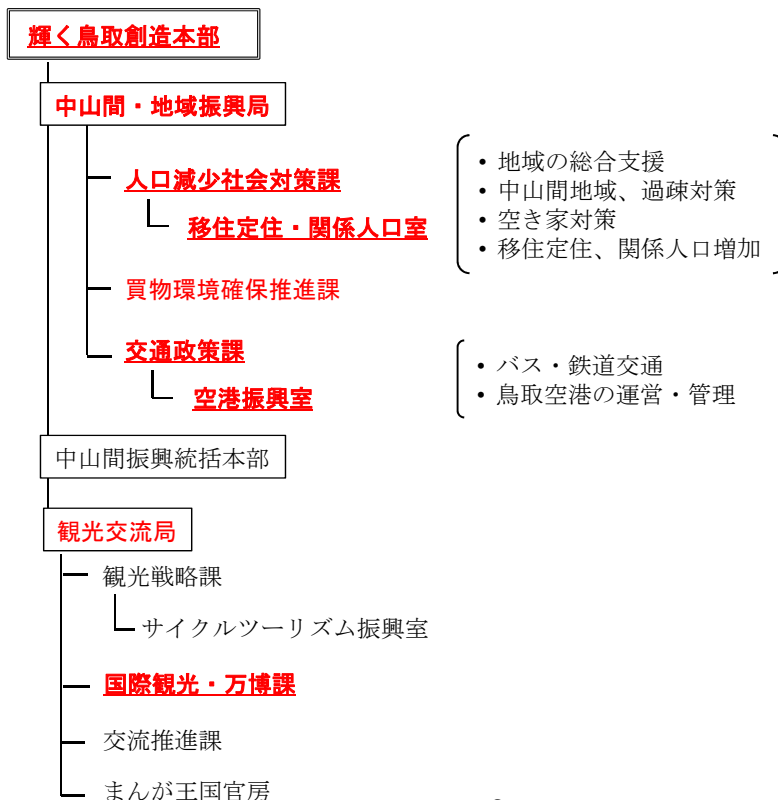 輝く鳥取創造本部
中山間・地域振興局
人口減少社会対策課
移住定住・関係人口室
• 地域の総合支援
• 中山間地域、過疎対策
• 空き家対策
• 移住定住、関係人口増加
買物環境確保推進課
交通政策課
空港振興室
• バス・鉄道交通
• 鳥取空港の運営・管理
中山間振興統括本部
観光交流局
観光戦略課
サイクルツーリズム振興室
国際観光・万博課
交流推進課
まんが王国官房